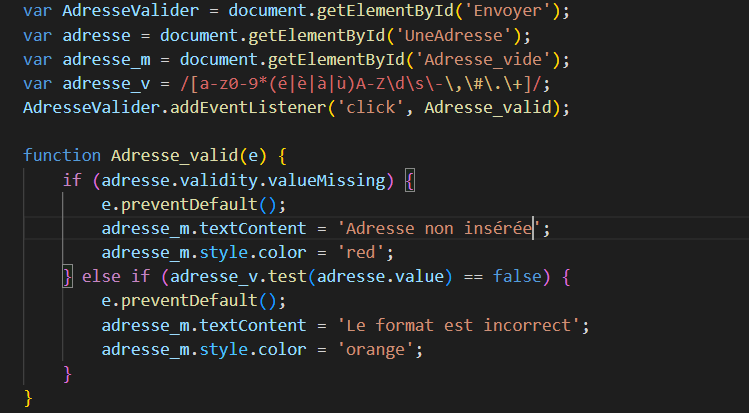 var AdresseValider = document.getElementById('Envoyer');
var adresse = document.getElementById('UneAdresse');
var adresse_m = document.getElementById('Adresse_vide');
var adresse_v = /[a-z0-9*(é|è|à|ù)A-Z\d\s\-\,\#\.\+]/;
AdresseValider.addEventListener('click', Adresse_valid);
function Adresse_valid(e) {
if (adresse.validity.valueMissing) {
e.preventDefault();
adresse_m.textContent = 'Adresse non insérée';
adresse_m.style.color = 'red';
} else if (adresse_v.test(adresse.value) == false) {
e.preventDefault();
adresse_m.textContent = 'Le format est incorrect';
adresse_m.style.color = 'orange';
}
}